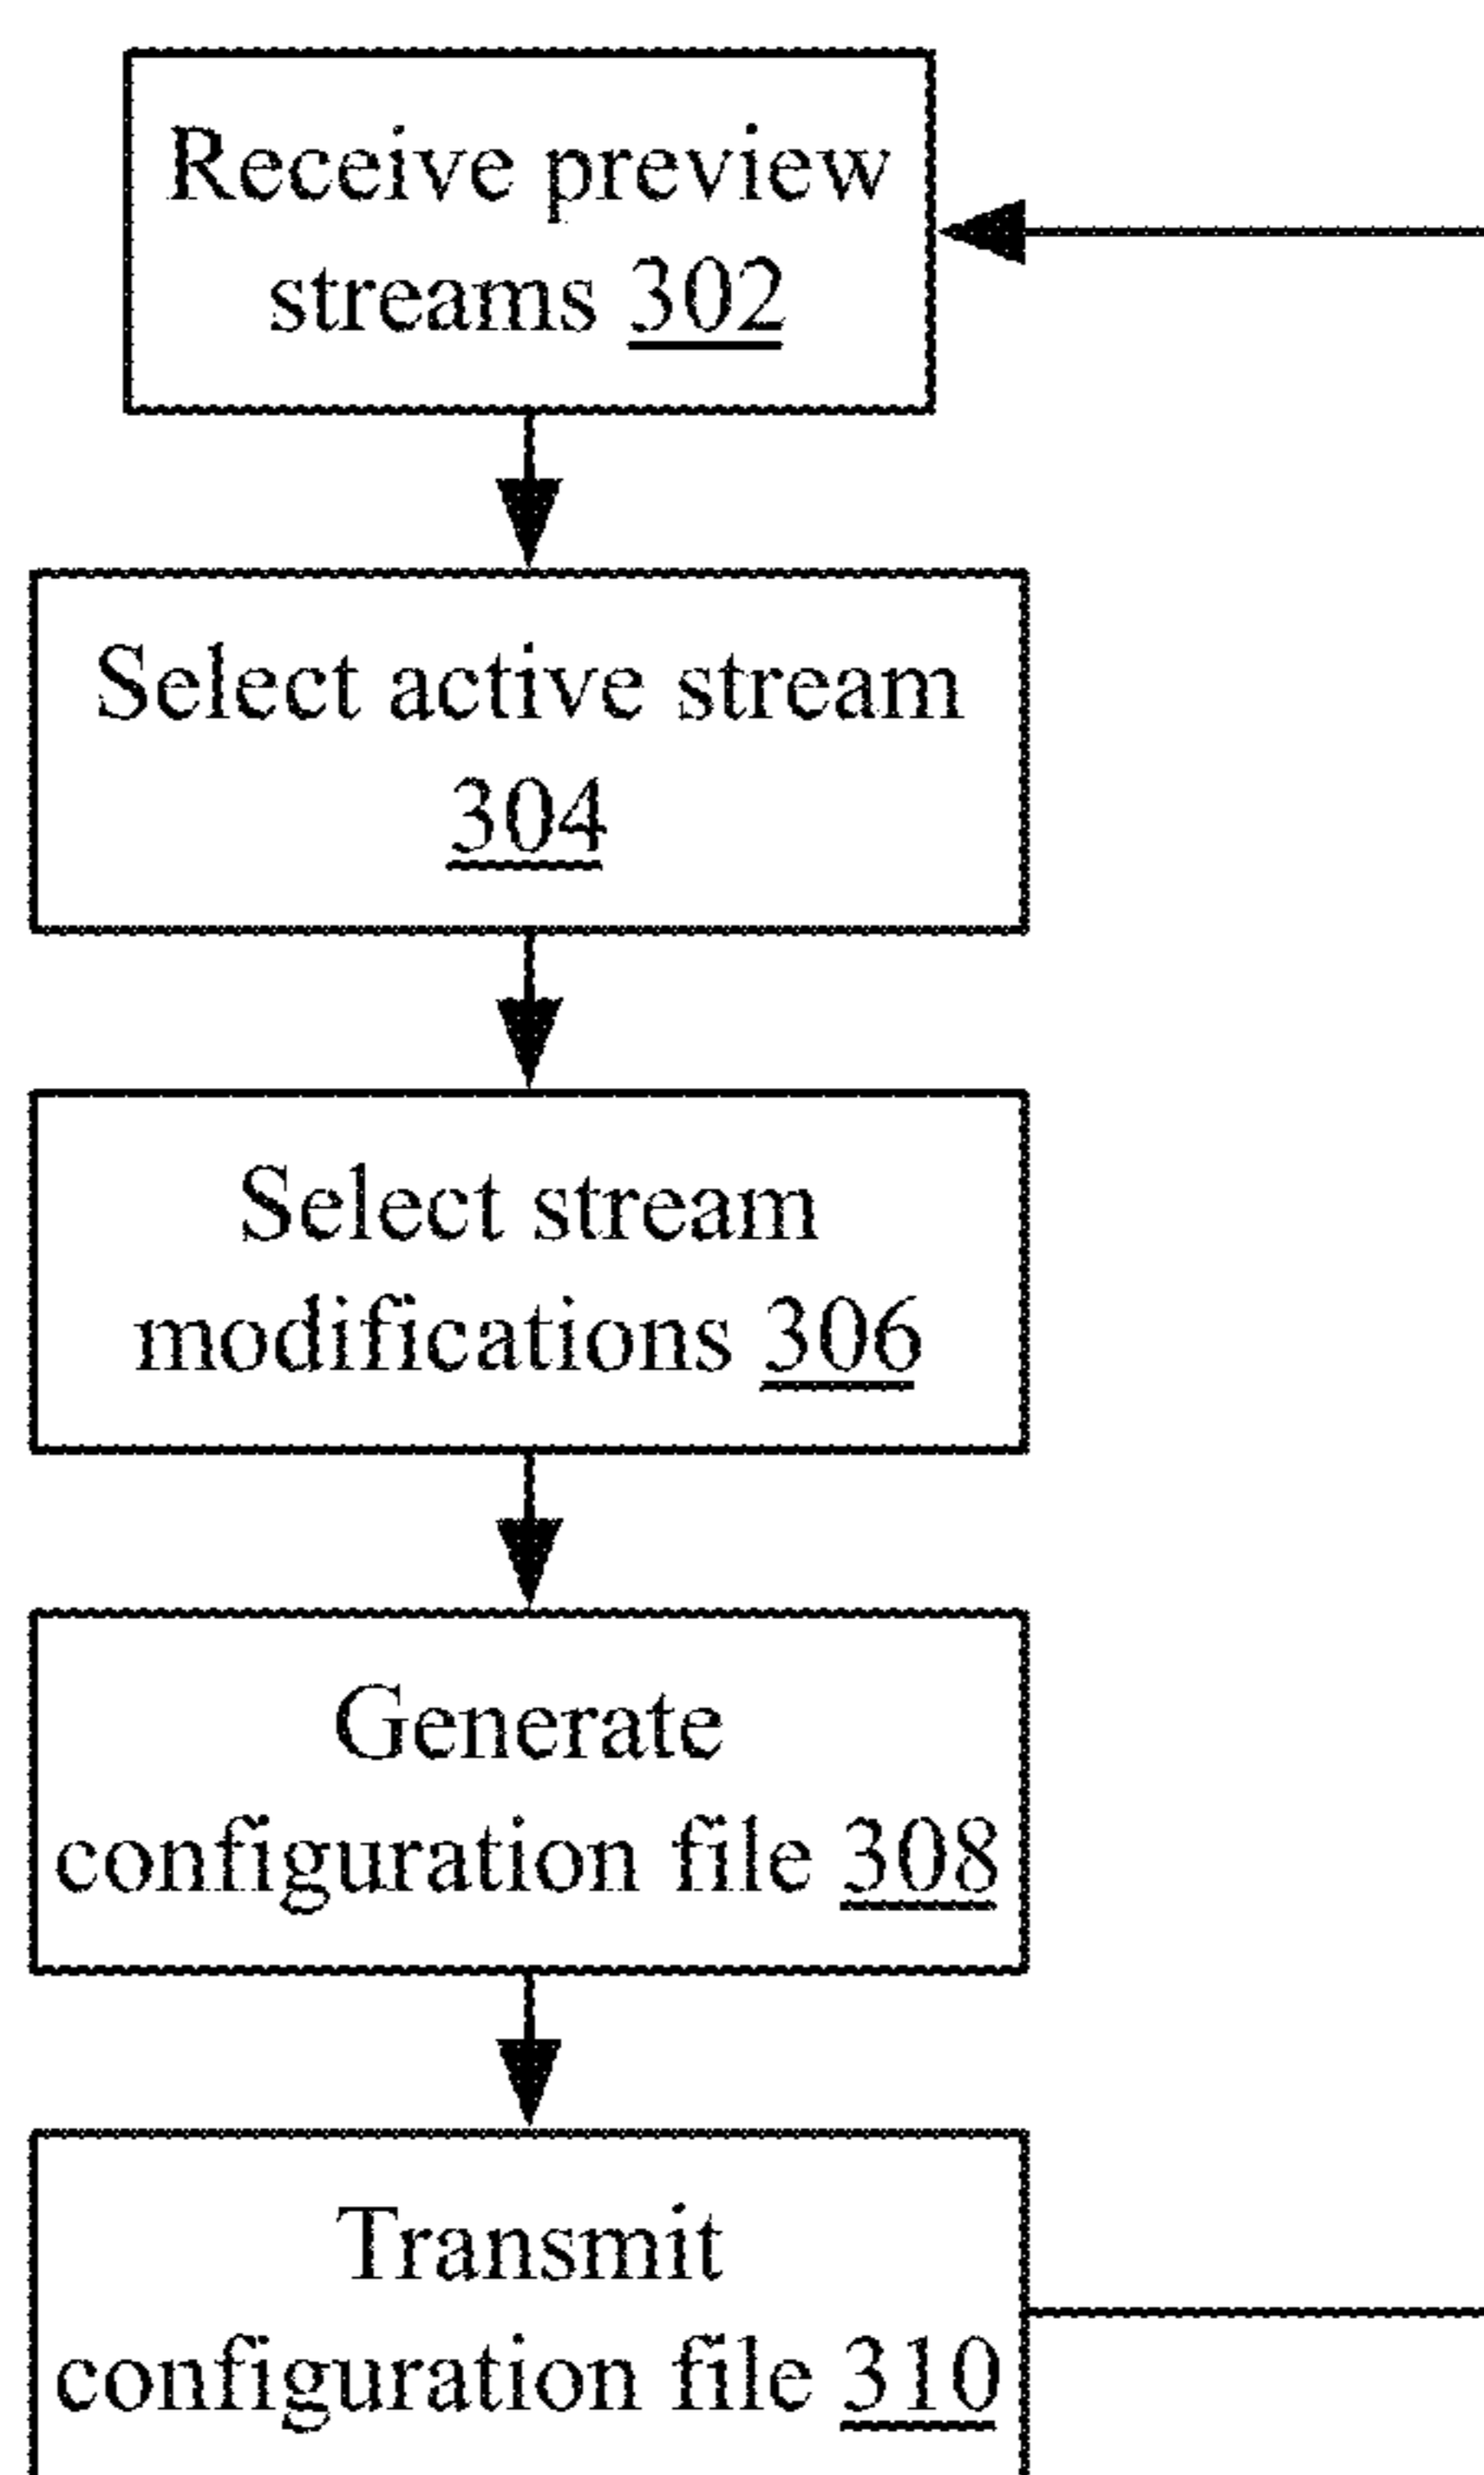 Receive preview
streams 302
Select active stream
304
Select stream
modifications 306
Generate
configuration file 308
Transmit
configuration file 310